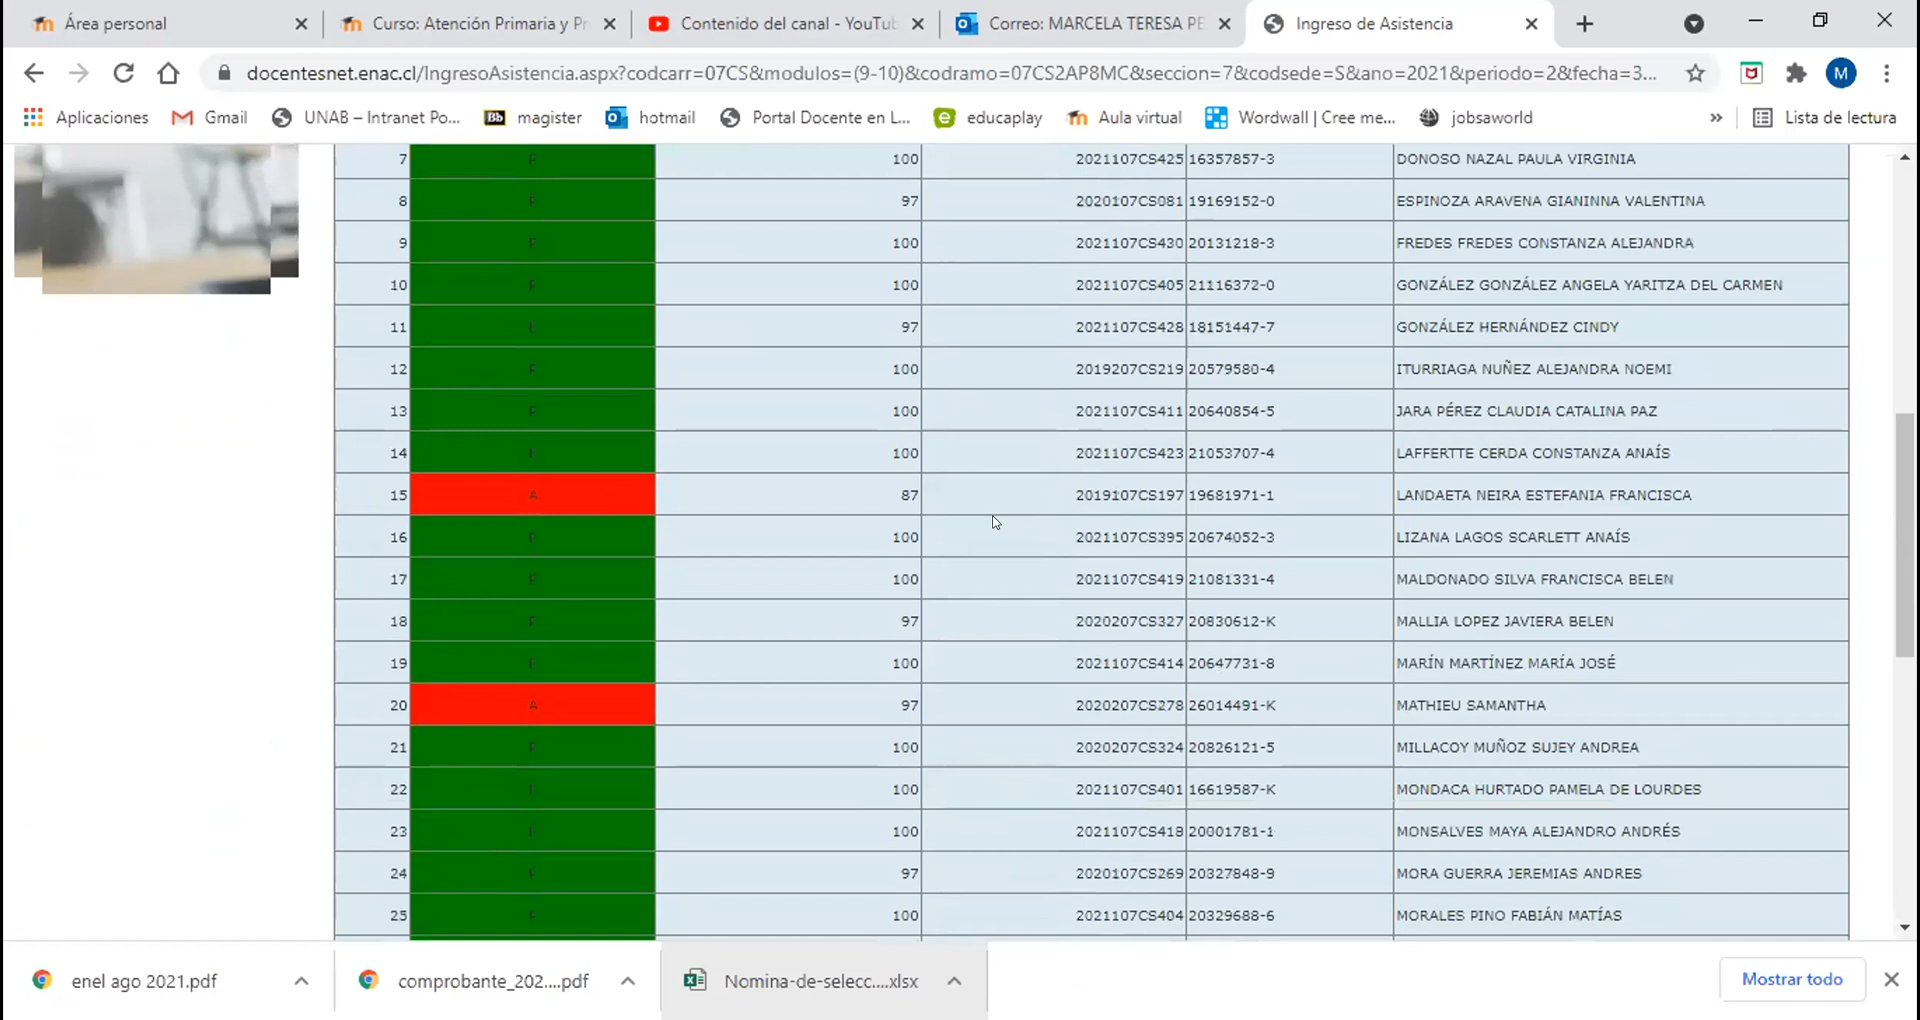 Área personal
Curso: Atención Primaria y Pr
Contenido del canal - YouTub
Correo: MARCELA TERESA PE
Ingreso de Asistencia
docentesnet.enac.cl/IngresoAsistencia.aspx?codcarr=07CS&modulos=(9-10)&codramo=07CS2AP8MC&seccion=7&codsede=S&ano=2021&periodo=2&fecha=3...
M
Aplicaciones
Gmail
UNAB – Intranet Po...
Bb magister
hotmail
Portal Docente en L...
educaplay
Aula virtual
Wordwall | Cree me...
jobsaworld
»
Lista de lectura
7 P 100 2021107CS425 16357857-3 DONOSO NAZAL PAULA VIRGINIA
8 P 97 2020107CS081 19169152-0 ESPINOZA ARAVENA GIANINNA VALENTINA
9 P 100 2021107CS430 20131218-3 FREDES FREDES CONSTANZA ALEJANDRA
10 P 100 2021107CS405 21116372-0 GONZÁLEZ GONZÁLEZ ANGELA YARITZA DEL CARMEN
11 P 97 2021107CS428 18151447-7 GONZÁLEZ HERNÁNDEZ CINDY
12 P 100 2019207CS219 20579580-4 ITURRIAGA NUÑEZ ALEJANDRA NOEMI
13 P 100 2021107CS411 20640854-5 JARA PÉREZ CLAUDIA CATALINA PAZ
14 P 100 2021107CS423 21053707-4 LAFFERTTE CERDA CONSTANZA ANAÍS
15 A 87 2019107CS197 19681971-1 LANDAETA NEIRA ESTEFANIA FRANCISCA
16 P 100 2021107CS395 20674052-3 LIZANA LAGOS SCARLETT ANAÍS
17 P 100 2021107CS419 21081331-4 MALDONADO SILVA FRANCISCA BELEN
18 P 97 2020207CS327 20830612-K MALLIA LOPEZ JAVIERA BELEN
19 P 100 2021107CS414 20647731-8 MARÍN MARTÍNEZ MARÍA JOSÉ
20 A 97 2020207CS278 26014491-K MATHIEU SAMANTHA
21 P 100 2020207CS324 20826121-5 MILLACOY MUÑOZ SUJEY ANDREA
22 P 100 2021107CS401 16619587-K MONDACA HURTADO PAMELA DE LOURDES
23 P 100 2021107CS418 20001781-1 MONSALVES MAYA ALEJANDRO ANDRÉS
24 P 97 2020107CS269 20327848-9 MORA GUERRA JEREMIAS ANDRES
25 P 100 2021107CS404 20329688-6 MORALES PINO FABIÁN MATÍAS
enel ago 2021.pdf
comprobante_202....pdf
Nomina-de-selecc....xlsx
Mostrar todo